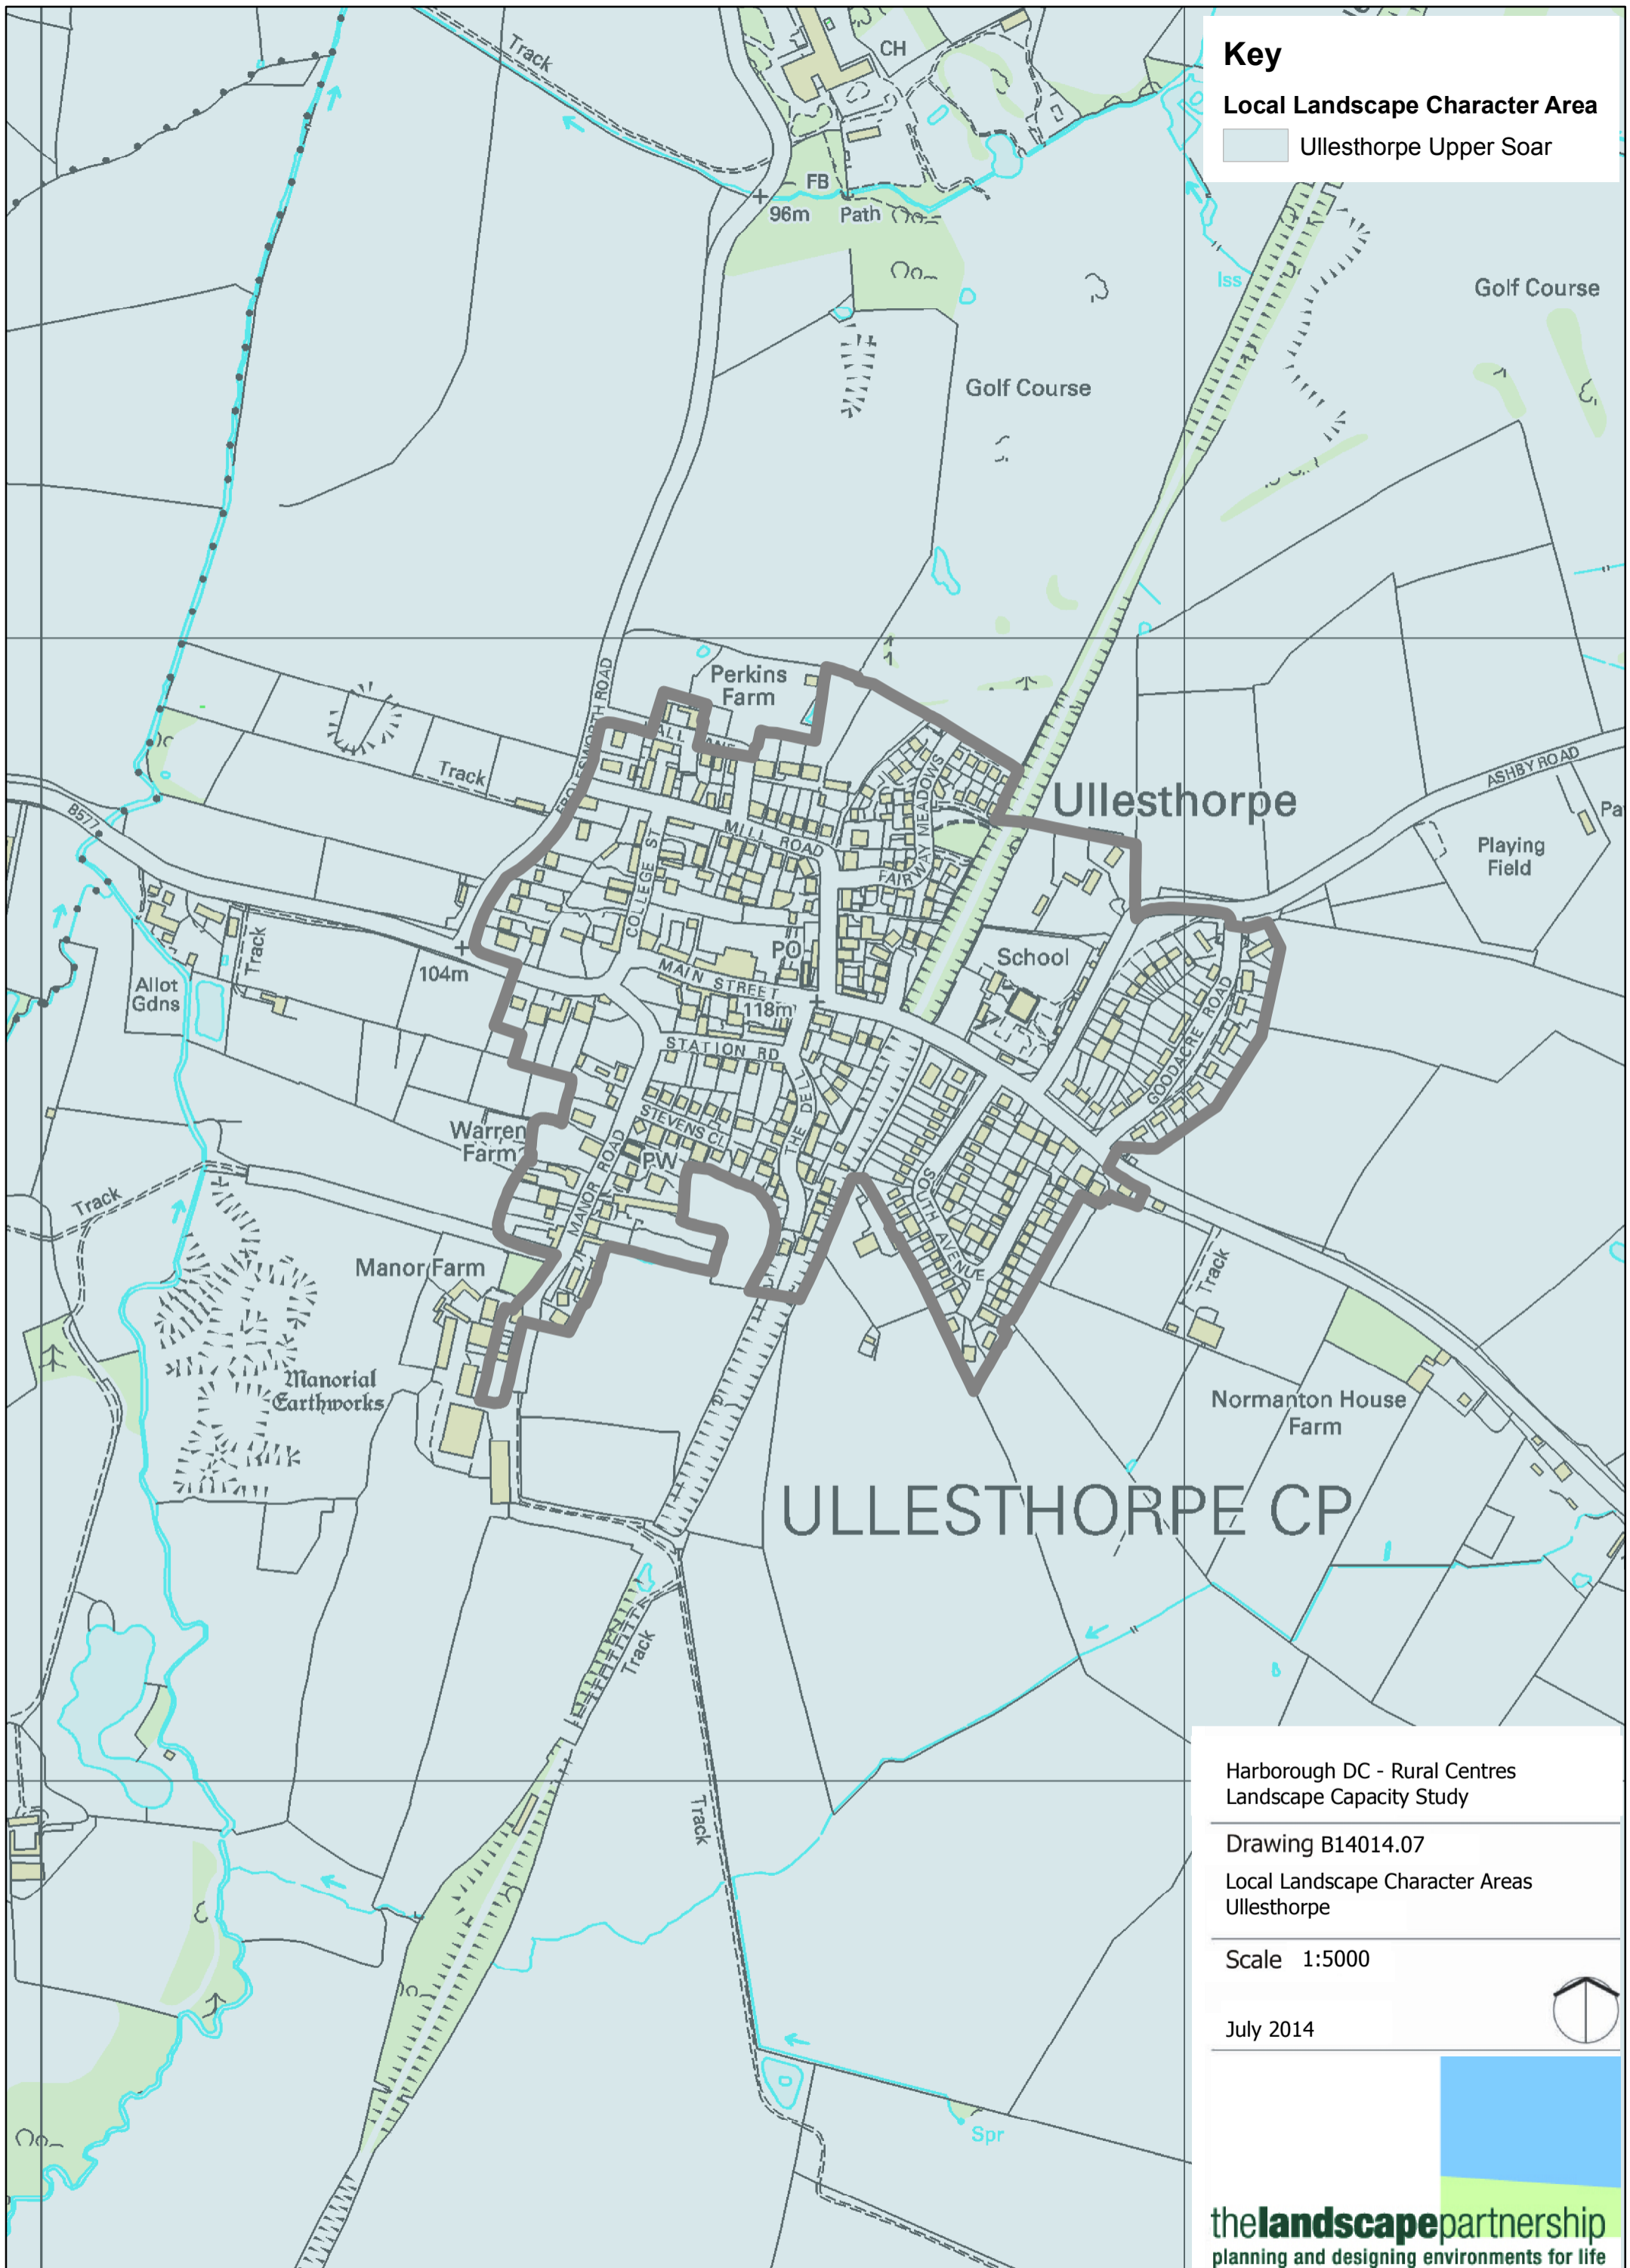 Key
Local Landscape Character Area
Ullesthorpe Upper Soar
Track
CH
FB
96m
Path
Iss
Golf Course
Golf Course
Perkins
Farm
FROLESWORTH ROAD
Track
B577
Ullesthorpe
ASHBY ROAD
Pa
Playing
Field
MILL ROAD
FAIRWAY MEADOWS
COLLEGE ST
PO
School
MAIN STREET
104m
118m
Track
Allot
Gdns
STATION RD
GOODACRE ROAD
THE DELL
STEVENS CL
Warren
Farm
PW
MANOR ROAD
SOUTH AVENUE
Track
Manor Farm
Track
Manorial
Earthworks
Normanton House
Farm
ULLESTHORPE CP
Track
Track
Spr
Harborough DC - Rural Centres
Landscape Capacity Study
Drawing B14014.07
Local Landscape Character Areas
Ullesthorpe
Scale 1:5000
July 2014
thelandscapepartnership
planning and designing environments for life